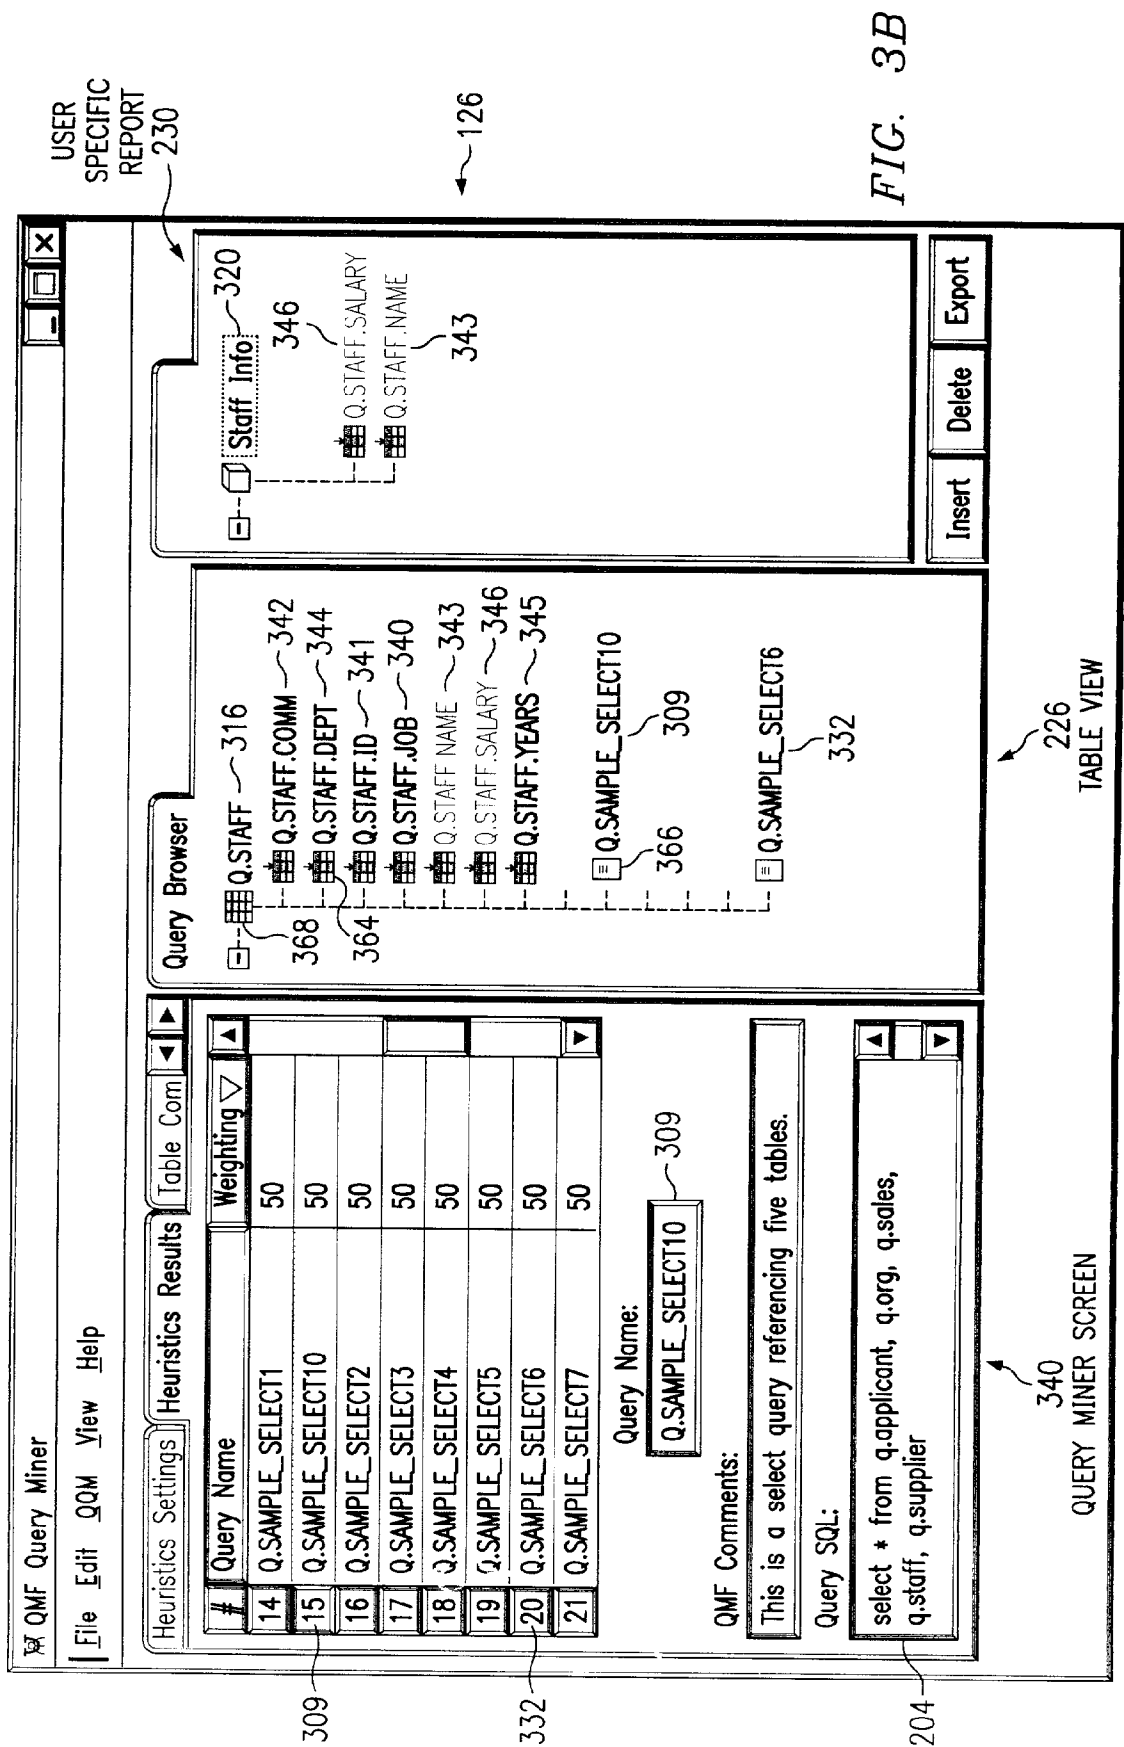 QMF Query Miner
File Edit QQM View Help
Heuristics Settings Heuristics Results Table Com
# Query Name Weighting
14 Q.SAMPLE_SELECT1 50
15 Q.SAMPLE_SELECT10 50
16 Q.SAMPLE_SELECT2 50
17 Q.SAMPLE_SELECT3 50
18 Q.SAMPLE_SELECT4 50
19 Q.SAMPLE_SELECT5 50
20 Q.SAMPLE_SELECT6 50
21 Q.SAMPLE_SELECT7 50
309
332
Query Name:
Q.SAMPLE_SELECT10
309
QMF Comments:
This is a select query referencing five tables.
Query SQL:
select * from q.applicant, q.org, q.sales,
q.staff, q.supplier
204
340
QUERY MINER SCREEN
Query Browser
Q.STAFF 316
368
Q.STAFF.COMM 342
Q.STAFF.DEPT 344
364
Q.STAFF.ID 341
Q.STAFF.JOB 340
Q.STAFF NAME 343
Q.STAFF.SALARY 346
Q.STAFF.YEARS 345
Q.SAMPLE_SELECT10
366
309
Q.SAMPLE_SELECT6
332
226
TABLE VIEW
USER
SPECIFIC
REPORT
230
Staff Info 320
346
Q.STAFF.SALARY
Q.STAFF.NAME
343
Insert Delete Export
126
FIG. 3B